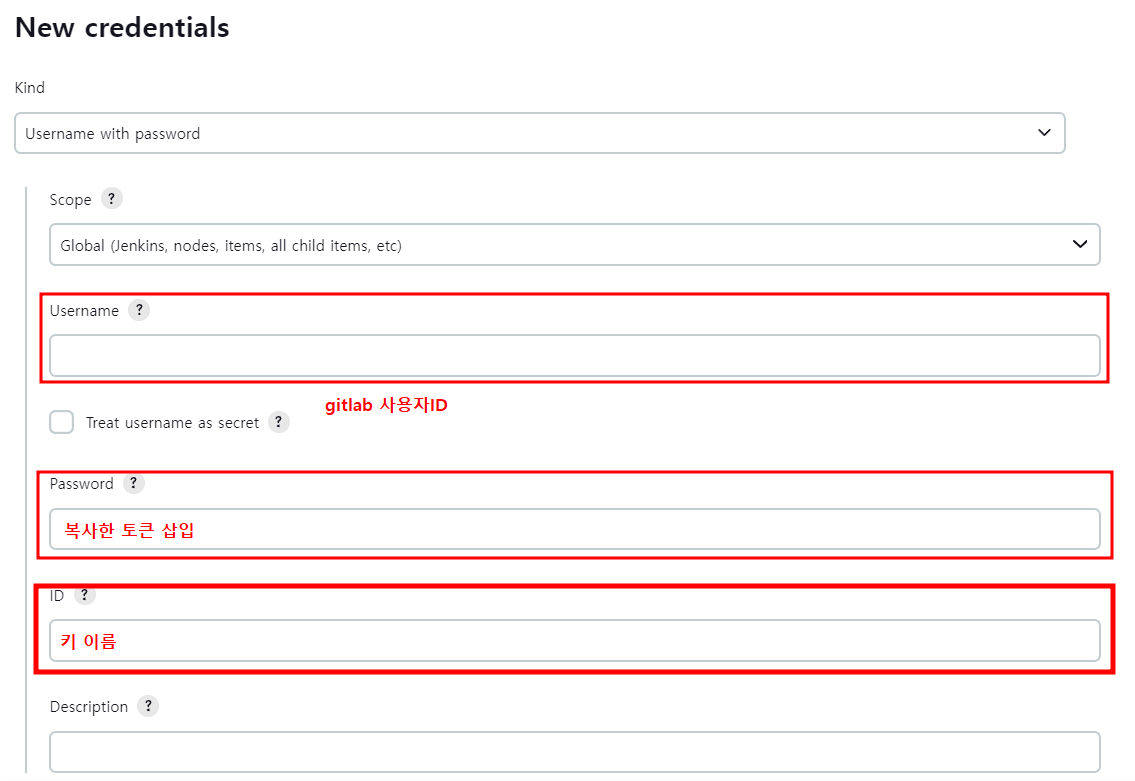 New credentials
Kind
Username with password
Scope ?
Global (Jenkins, nodes, items, all child items, etc)
Username ?
gitlab 사용자ID
Treat username as secret ?
Password ?
복사한 토큰 삽입
ID ?
키 이름
Description ?